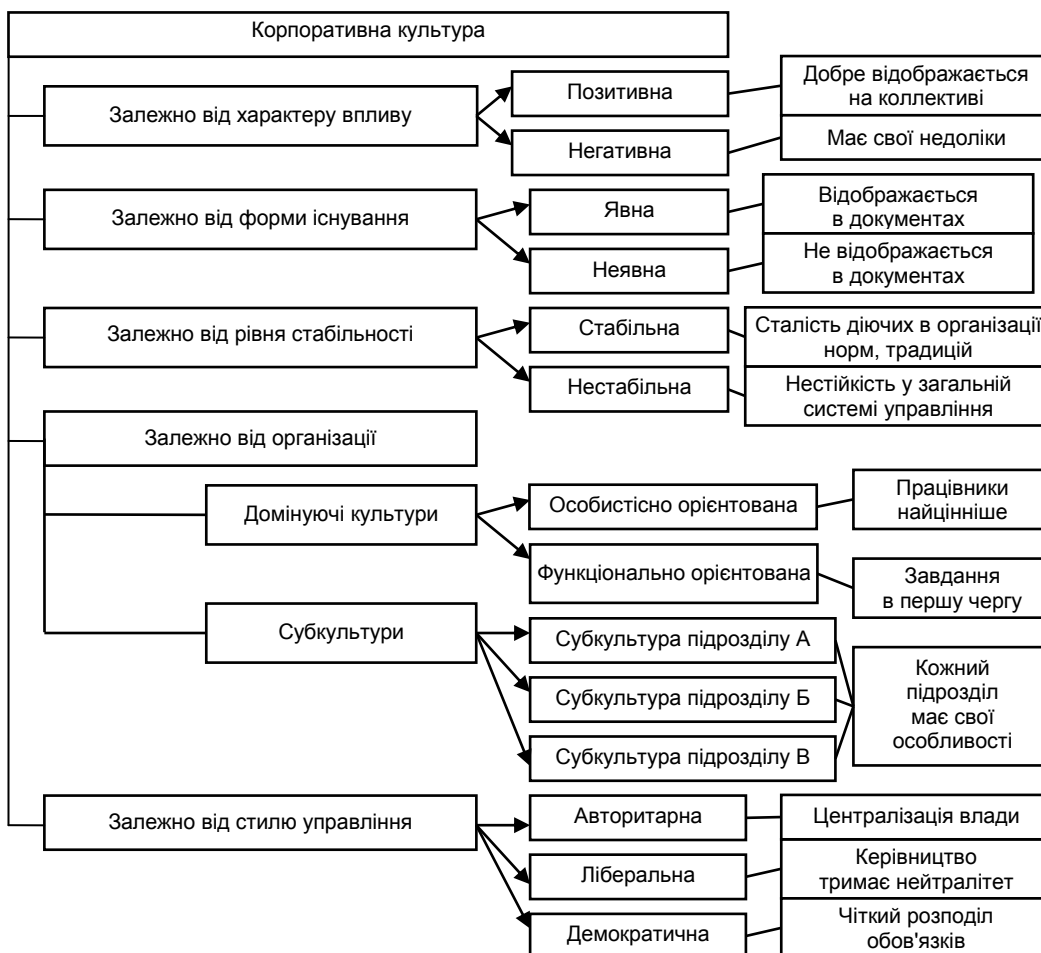 Корпоративна культура
Залежно від характеру впливу
Позитивна
Добре відображається
на коллективі
Негативна
Має свої недоліки
Залежно від форми існування
Явна
Відображається
в документах
Неявна
Не відображається
в документах
Залежно від рівня стабільності
Стабільна
Сталість діючих в організації
норм, традицій
Нестабільна
Нестійкість у загальній
системі управління
Залежно від організації
Домінуючі культури
Особистісно орієнтована
Працівники
найцінніше
Функціонально орієнтована
Завдання
в першу чергу
Субкультури
Субкультура підрозділу А
Субкультура підрозділу Б
Субкультура підрозділу В
Кожний
підрозділ
має свої
особливості
Залежно від стилю управління
Авторитарна
Централізація влади
Ліберальна
Керівництво
тримає нейтралітет
Демократична
Чіткий розподіл
обов'язків